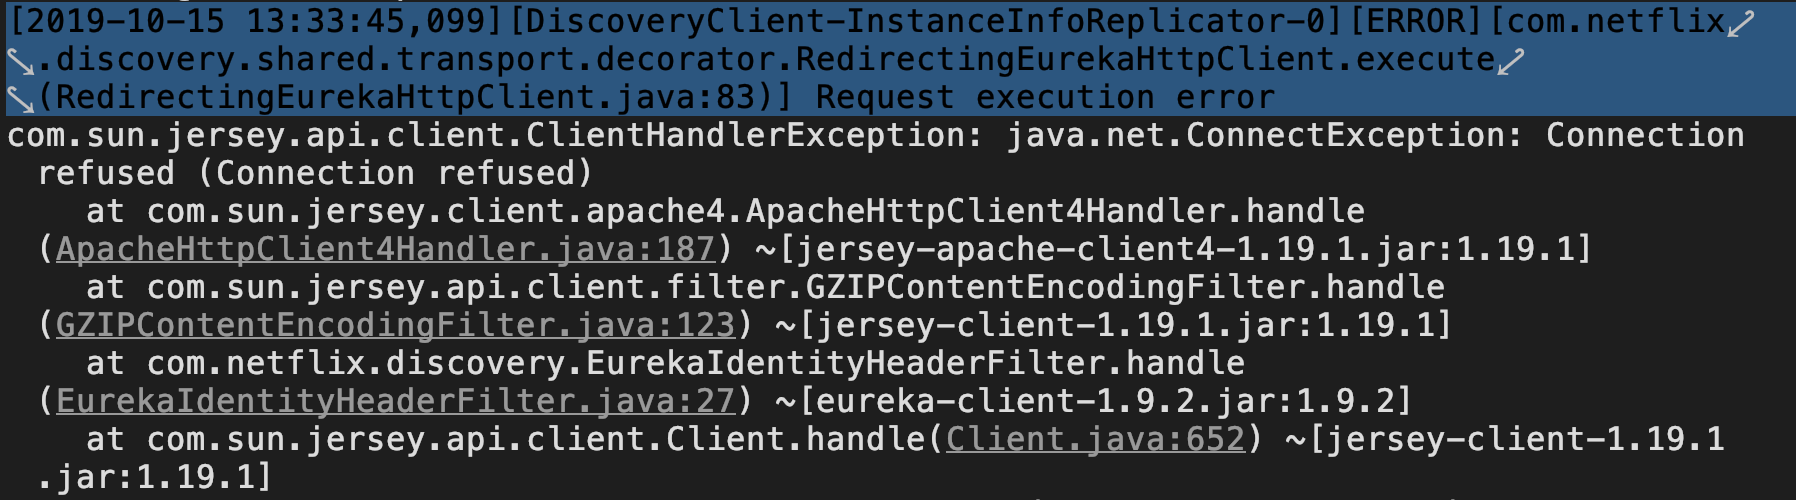 [2019-10-15 13:33:45,099][DiscoveryClient-InstanceInfoReplicator-0][ERROR][com.netflix
.discovery.shared.transport.decorator.RedirectingEurekaHttpClient.execute
(RedirectingEurekaHttpClient.java:83)] Request execution error
com.sun.jersey.api.client.ClientHandlerException: java.net.ConnectException: Connection
refused (Connection refused)
at com.sun.jersey.client.apache4.ApacheHttpClient4Handler.handle
(ApacheHttpClient4Handler.java:187) ~[jersey-apache-client4-1.19.1.jar:1.19.1]
at com.sun.jersey.api.client.filter.GZIPContentEncodingFilter.handle
(GZIPContentEncodingFilter.java:123) ~[jersey-client-1.19.1.jar:1.19.1]
at com.netflix.discovery.EurekaIdentityHeaderFilter.handle
(EurekaIdentityHeaderFilter.java:27) ~[eureka-client-1.9.2.jar:1.9.2]
at com.sun.jersey.api.client.Client.handle(Client.java:652) ~[jersey-client-1.19.1
.jar:1.19.1]